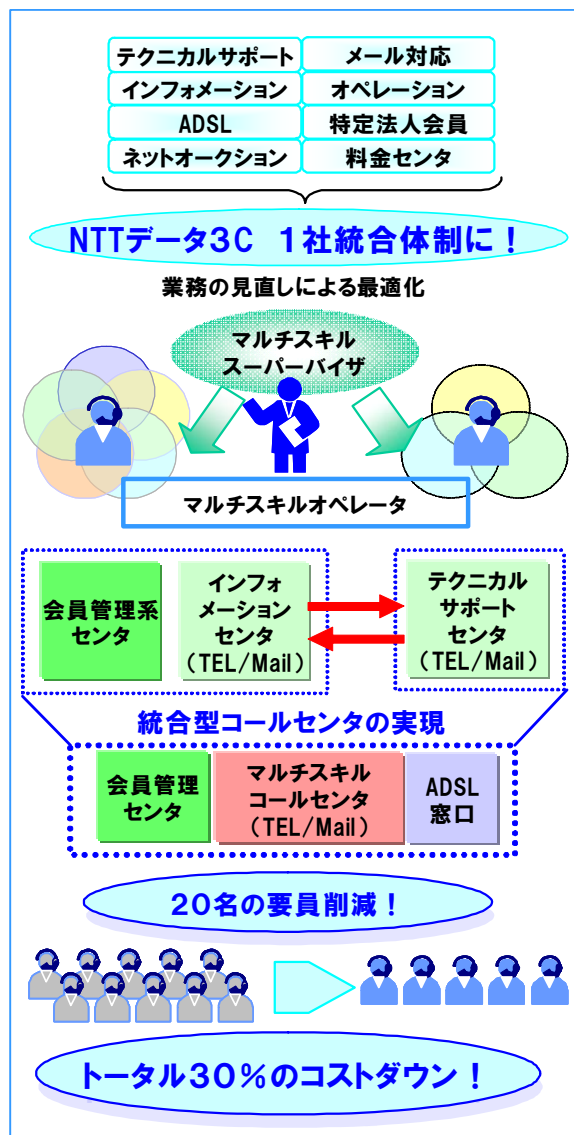 テクニカルサポート
メール対応
インフォメーション
オペレーション
ADSL
特定法人会員
ネットオークション
料金センタ
NTTデータ3C 1社統合体制に！
業務の見直しによる最適化
マルチスキル
スーパーバイザ
マルチスキルオペレータ
会員管理系
センタ
インフォ
メーション
センタ
（TEL/Mail）
テクニカル
サポート
センタ
（TEL/Mail）
統合型コールセンタの実現
会員管理
センタ
マルチスキル
コールセンタ
（TEL/Mail）
ADSL
窓口
20名の要員削減！
トータル30％のコストダウン！